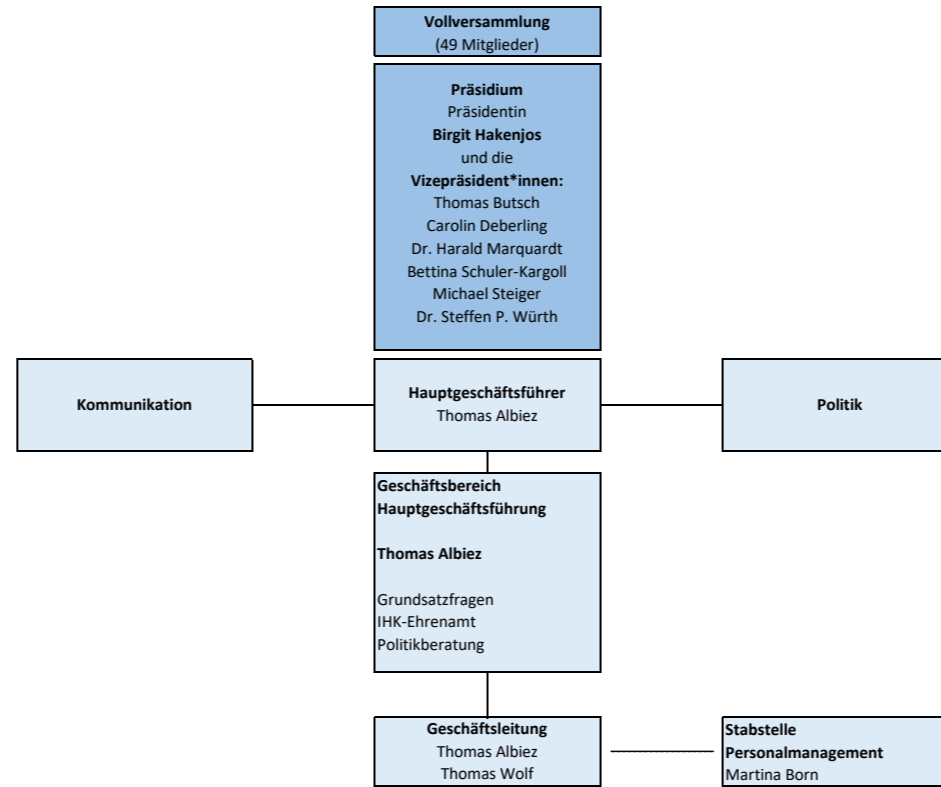 Vollversammlung
(49 Mitglieder)
Präsidium
Präsidentin
Birgit Hakenjos
und die
Vizepräsident*innen:
Thomas Butsch
Carolin Deberling
Dr. Harald Marquardt
Bettina Schuler-Kargoll
Michael Steiger
Dr. Steffen P. Würth
Kommunikation
Hauptgeschäftsführer
Thomas Albiez
Politik
Geschäftsbereich
Hauptgeschäftsführung
Thomas Albiez
Grundsatzfragen
IHK-Ehrenamt
Politikberatung
Geschäftsleitung
Thomas Albiez
Thomas Wolf
Stabstelle
Personalmanagement
Martina Born